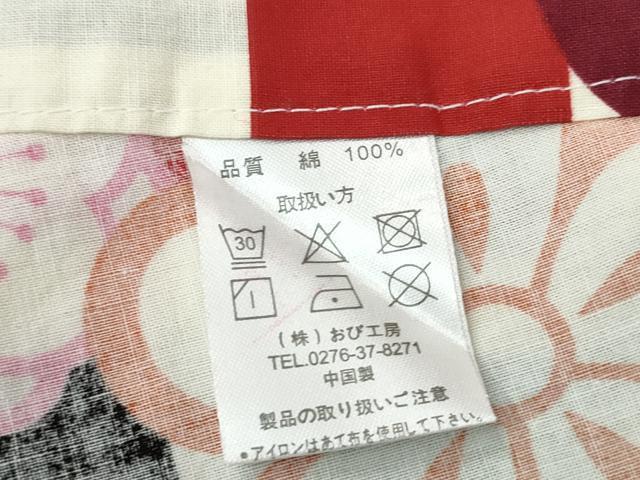 品質 綿 100%
取扱い方
30
(株)おび工房
TEL.0276-37-8271
中国製
製品の取り扱いご注意
●アイロンはあて布を使用して下さい。